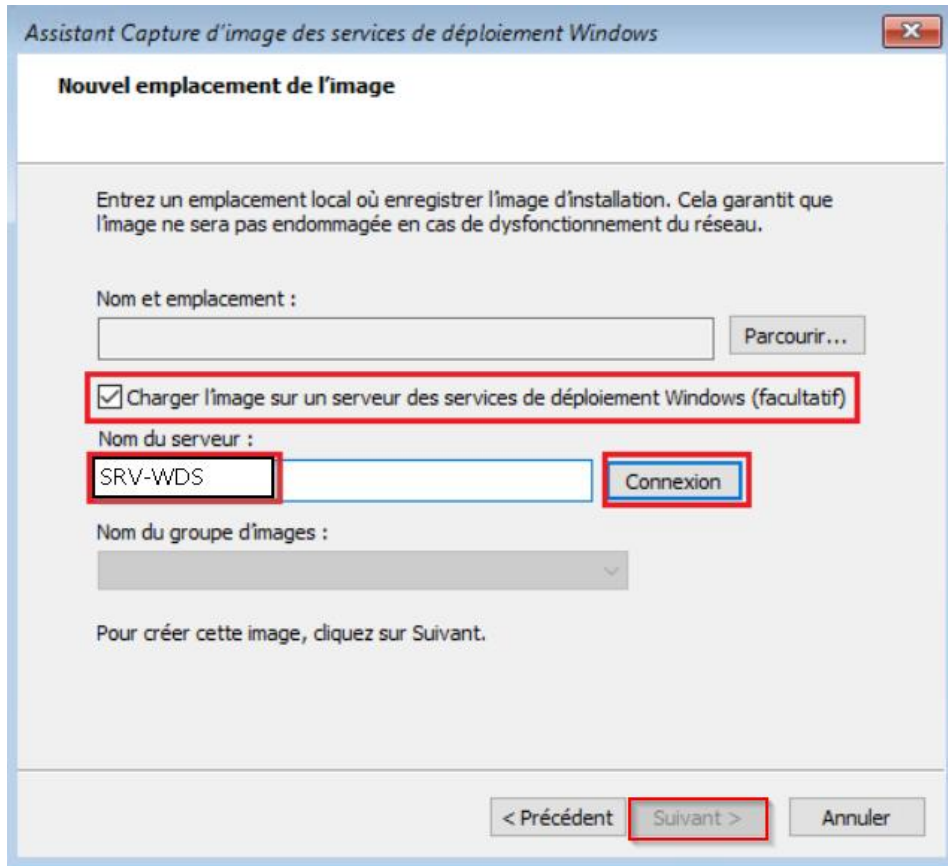 Assistant Capture d'image des services de déploiement Windows
Nouvel emplacement de l'image
Entrez un emplacement local où enregistrer l'image d'installation. Cela garantit que
l'image ne sera pas endommagée en cas de dysfonctionnement du réseau.
Nom et emplacement :
Parcourir...
Charger l'image sur un serveur des services de déploiement Windows (facultatif)
Nom du serveur :
SRV-WDS
Connexion
Nom du groupe d'images :
Pour créer cette image, cliquez sur Suivant.
< Précédent
Suivant >
Annuler